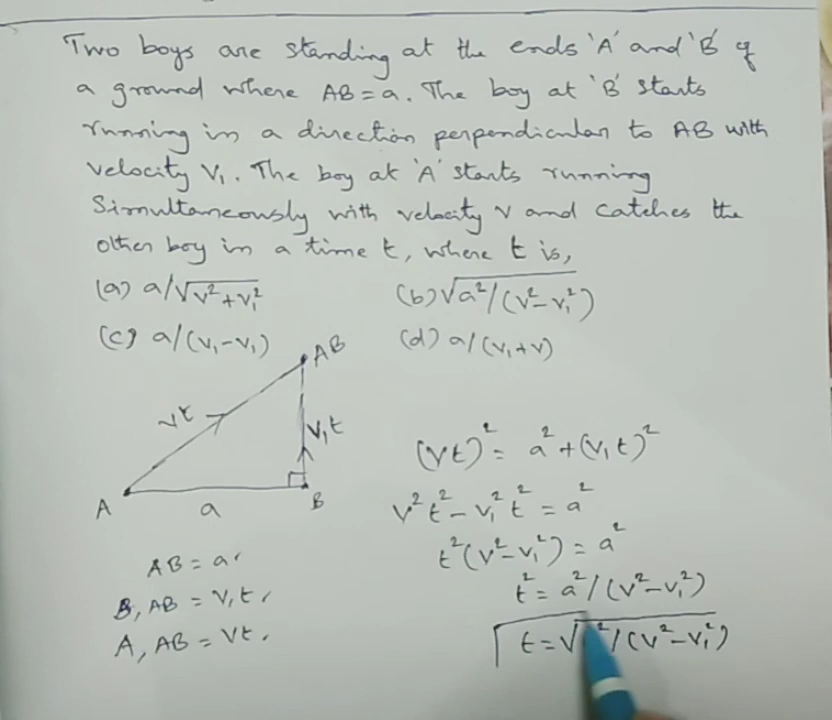 Two boys are standing at the ends 'A' and 'B' of
a ground where AB = a. The boy at 'B' starts
running in a direction perpendicular to AB with
velocity V₁. The boy at 'A' starts running
Simultaneously with velocity v and catches the
other boy in a time t, where t is,
(a) a/√v²+v₁² (b) √a²/(v²-v₁²)
(c) a/(v₁-v₁) (d) a/(v₁+v)
AB
vt
V₁t
A
a
B
AB = a.
B, AB = V₁t.
A, AB = Vt.
(vt)² = a²+(v₁t)²
v²t²-v₁²t² = a²
t²(v²-v₁²) = a²
t² = a²/(v²-v₁²)
t = √ ²/(v²-v₁²)